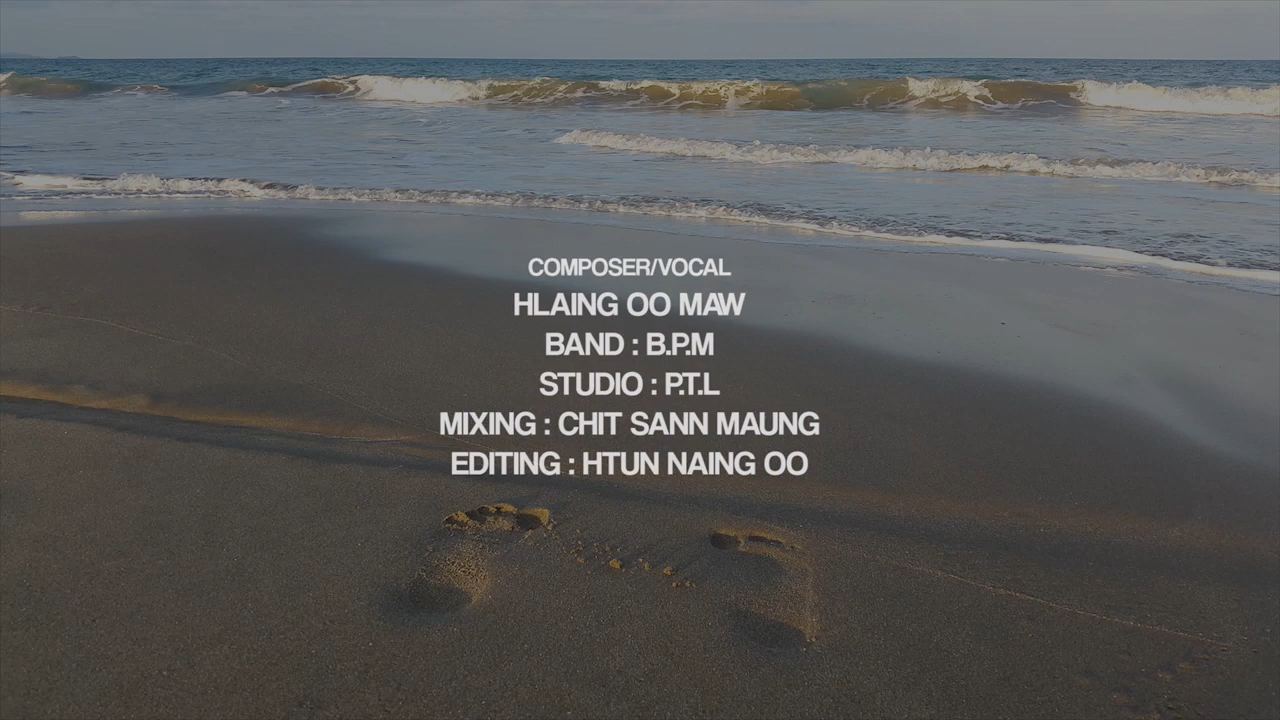 COMPOSER/VOCAL
HLAING OO MAW
BAND : B.P.M
STUDIO : P.T.L
MIXING : CHIT SANN MAUNG
EDITING : HTUN NAING OO